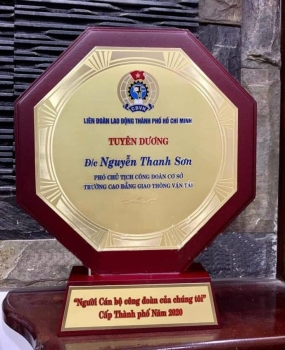 LIÊN ĐOÀN LAO ĐỘNG THÀNH PHỐ HỒ CHÍ MINH
TUYÊN DƯƠNG
Đ/c Nguyễn Thanh Sơn
PHÓ CHỦ TỊCH CÔNG ĐOÀN CƠ SỞ
TRƯỜNG CAO ĐẲNG GIAO THÔNG VẬN TẢI
"Người Cán bộ công đoàn của chúng tôi"
Cấp Thành phố Năm 2020